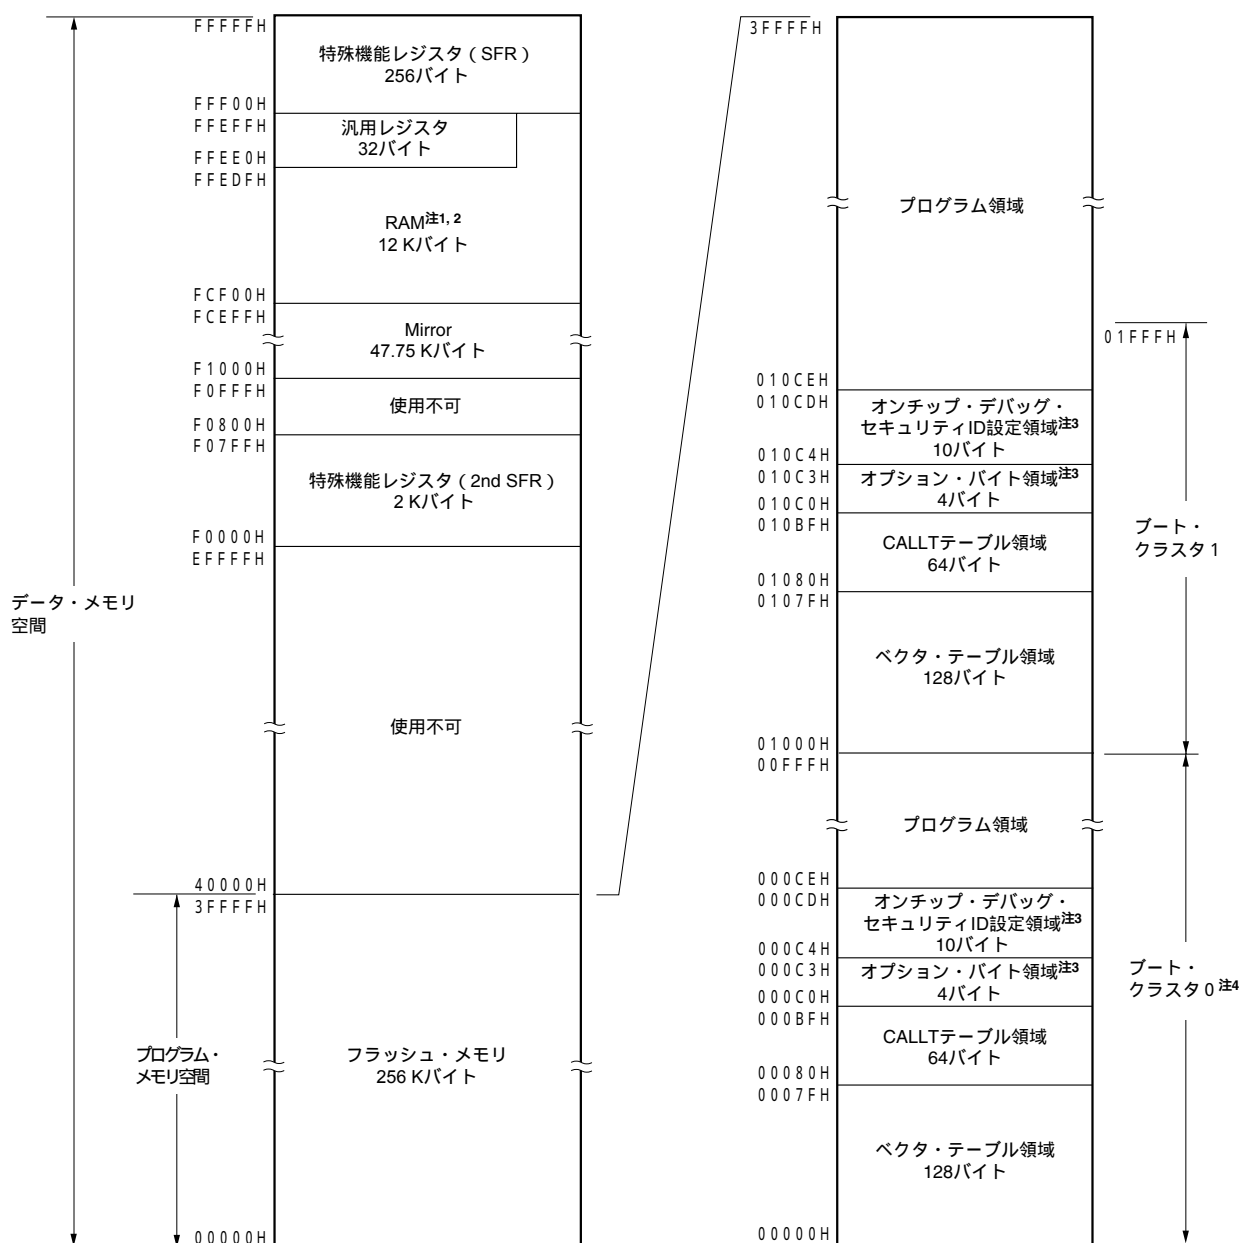 FFFFFH
特殊機能レジスタ（SFR）
256バイト
FFF00H
FFEFFH
汎用レジスタ
32バイト
FFEE0H
FFEDFH
RAM注1, 2
12 Kバイト
FCF00H
FCEFFH
Mirror
47.75 Kバイト
F1000H
F0FFFH
使用不可
F0800H
F07FFH
特殊機能レジスタ（2nd SFR）
2 Kバイト
F0000H
EFFFFH
データ・メモリ
空間
使用不可
40000H
3FFFFH
プログラム・
メモリ空間
フラッシュ・メモリ
256 Kバイト
00000H
3FFFFH
プログラム領域
01FFFH
010CEH
010CDH
オンチップ・デバッグ・
セキュリティID設定領域注3
10バイト
010C4H
010C3H
オプション・バイト領域注3
4バイト
010C0H
010BFH
CALLTテーブル領域
64バイト
ブート・
クラスタ1
01080H
0107FH
ベクタ・テーブル領域
128バイト
01000H
00FFFH
プログラム領域
000CEH
000CDH
オンチップ・デバッグ・
セキュリティID設定領域注3
10バイト
000C4H
000C3H
オプション・バイト領域注3
4バイト
ブート・
クラスタ0注4
000C0H
000BFH
CALLTテーブル領域
64バイト
00080H
0007FH
ベクタ・テーブル領域
128バイト
00000H